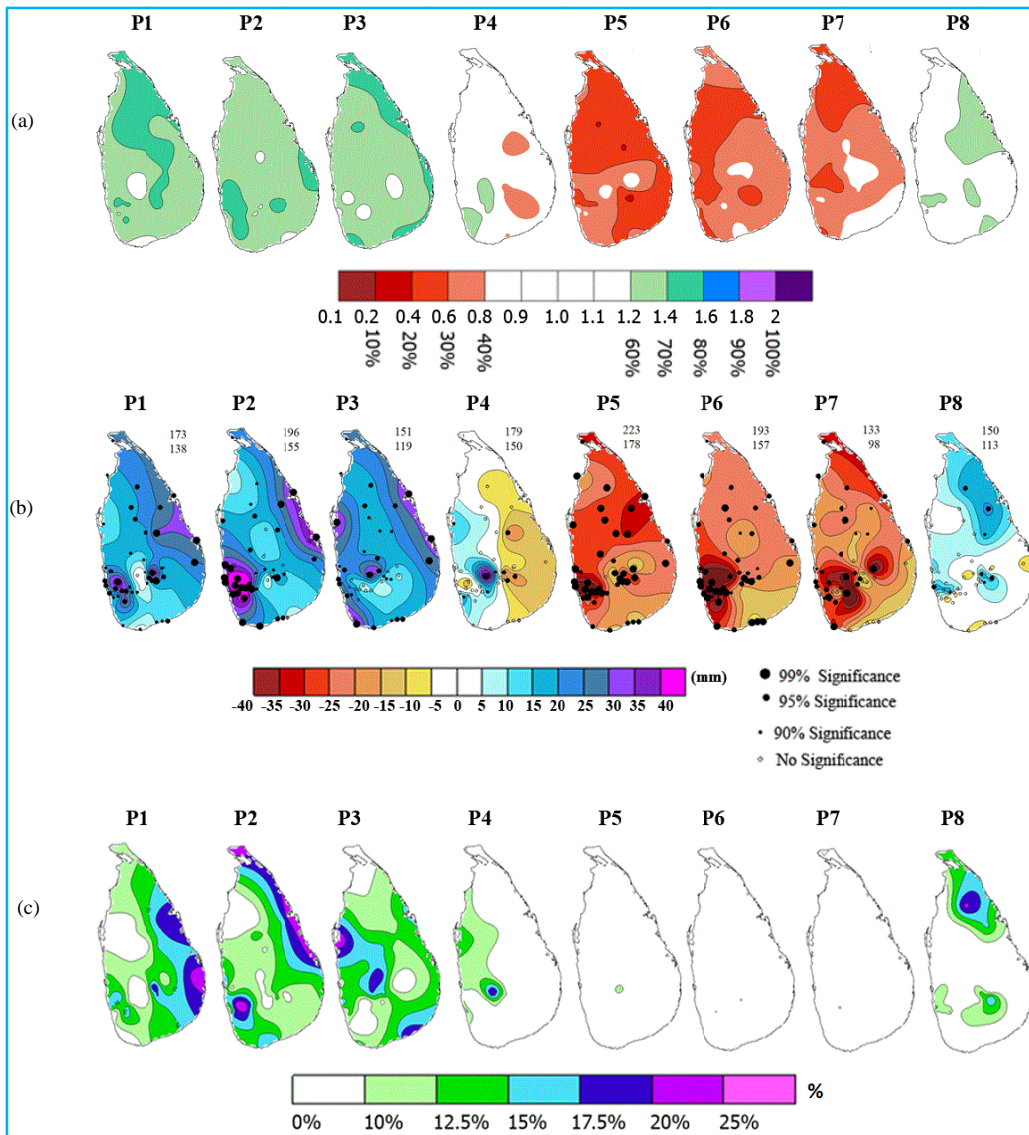 P1 P2 P3 P4 P5 P6 P7 P8
(a)
0.1 0.2 0.4 0.6 0.8 0.9 1.0 1.1 1.2 1.4 1.6 1.8 2
10% 20% 30% 40% 60% 70% 80% 90% 100%
P1 P2 P3 P4 P5 P6 P7 P8
173 196 151 179 223 193 133 150
138 155 119 150 178 157 98 113
(b)
(mm)
-40 -35 -30 -25 -20 -15 -10 -5 0 5 10 15 20 25 30 35 40
99% Significance
95% Significance
90% Significance
No Significance
P1 P2 P3 P4 P5 P6 P7 P8
(c)
%
0% 10% 12.5% 15% 17.5% 20% 25%